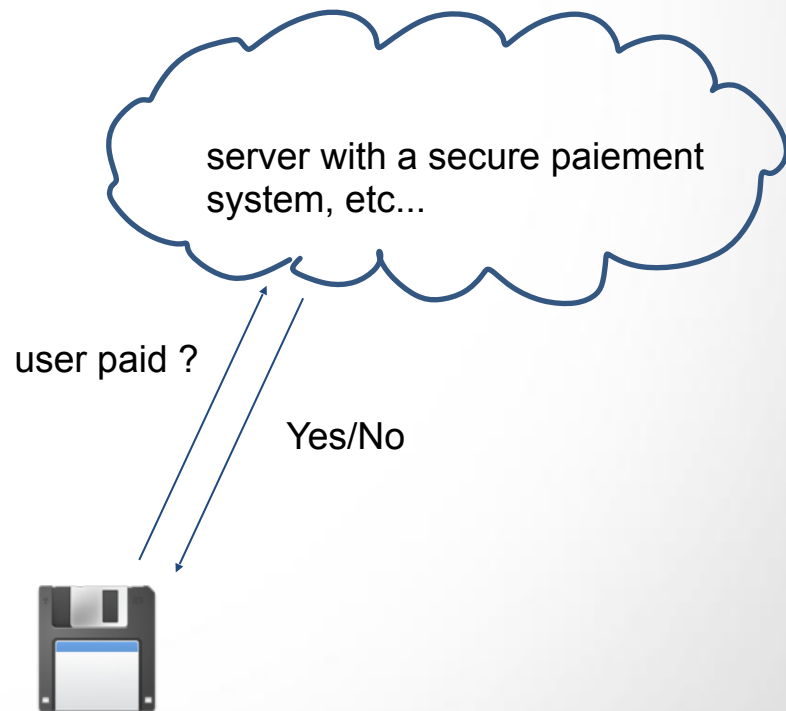 server with a secure paiement
system, etc...
user paid ?
Yes/No